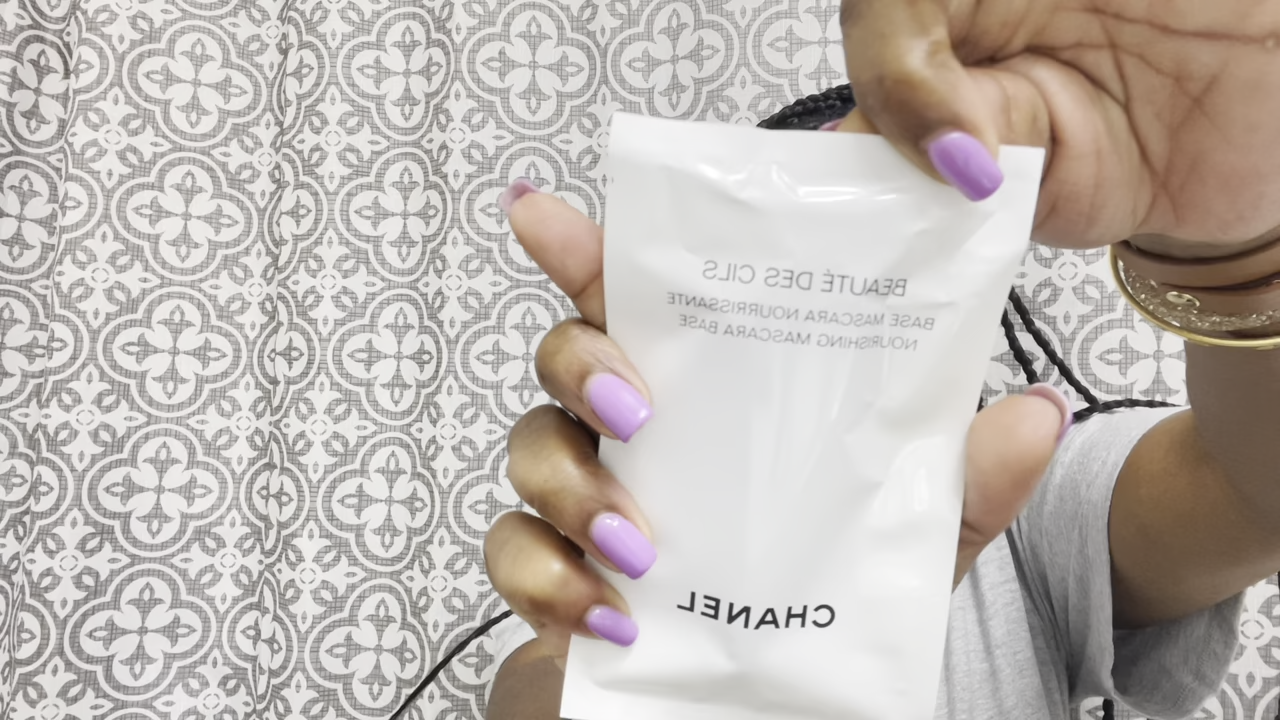 BEAUTÉ DES CILS
BASE MASCARA NOURRISSANTE
NOURISHING MASCARA BASE
CHANEL